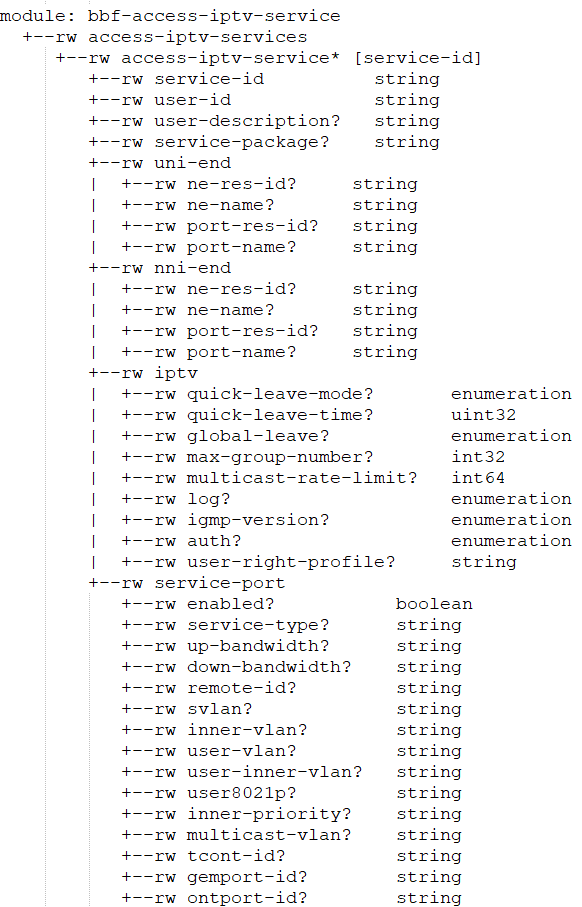 module: bbf-access-iptv-service
  +--rw access-iptv-services
     +--rw access-iptv-service* [service-id]
        +--rw service-id          string
        +--rw user-id             string
        +--rw user-description?   string
        +--rw service-package?    string
        +--rw uni-end
        |  +--rw ne-res-id?     string
        |  +--rw ne-name?       string
        |  +--rw port-res-id?   string
        |  +--rw port-name?     string
        +--rw nni-end
        |  +--rw ne-res-id?     string
        |  +--rw ne-name?       string
        |  +--rw port-res-id?   string
        |  +--rw port-name?     string
        +--rw iptv
        |  +--rw quick-leave-mode?       enumeration
        |  +--rw quick-leave-time?       uint32
        |  +--rw global-leave?           enumeration
        |  +--rw max-group-number?       int32
        |  +--rw multicast-rate-limit?   int64
        |  +--rw log?                    enumeration
        |  +--rw igmp-version?           enumeration
        |  +--rw auth?                   enumeration
        |  +--rw user-right-profile?     string
        +--rw service-port
           +--rw enabled?           boolean
           +--rw service-type?      string
           +--rw up-bandwidth?      string
           +--rw down-bandwidth?    string
           +--rw remote-id?         string
           +--rw svlan?             string
           +--rw inner-vlan?        string
           +--rw user-vlan?         string
           +--rw user-inner-vlan?   string
           +--rw user8021p?         string
           +--rw inner-priority?    string
           +--rw multicast-vlan?    string
           +--rw tcont-id?          string
           +--rw gemport-id?        string
           +--rw ontport-id?        string